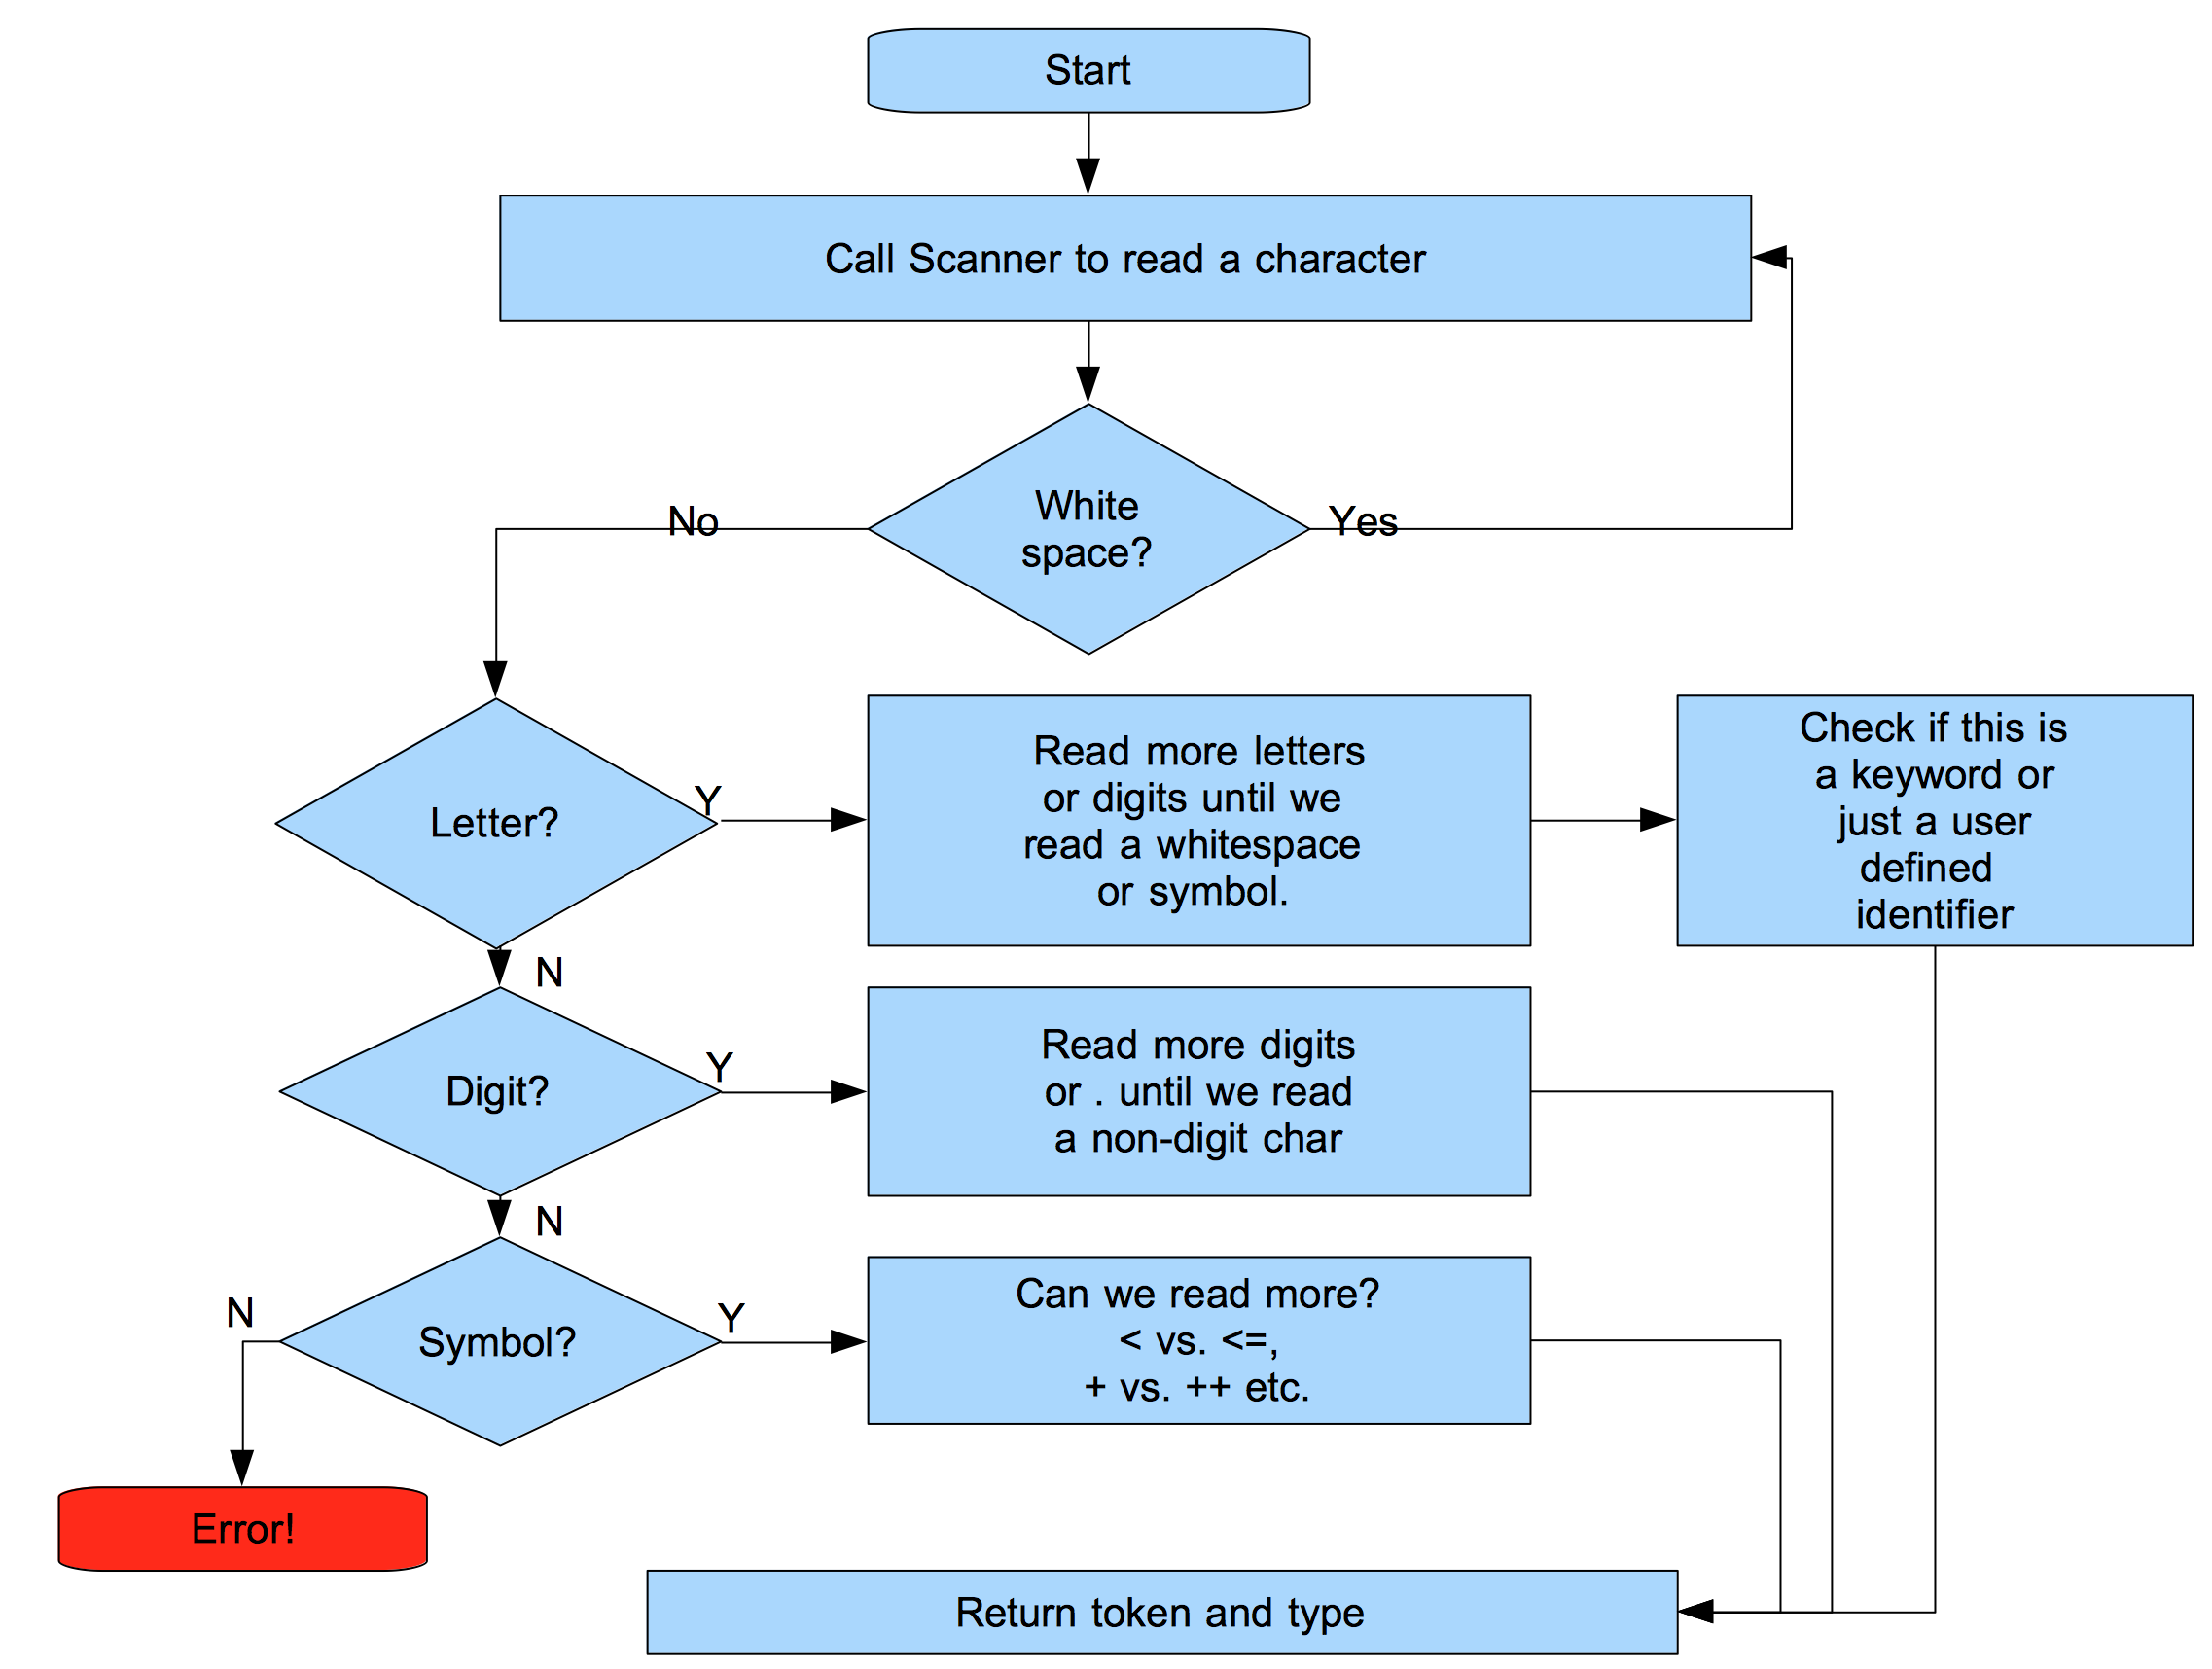 Start
Call Scanner to read a character
White
space?
No
Yes
Letter?
Y
Read more letters
or digits until we
read a whitespace
or symbol.
Check if this is
a keyword or
just a user
defined
identifier
N
Digit?
Y
Read more digits
or . until we read
a non-digit char
N
Symbol?
N
Y
Can we read more?
< vs. <=,
+ vs. ++ etc.
Error!
Return token and type